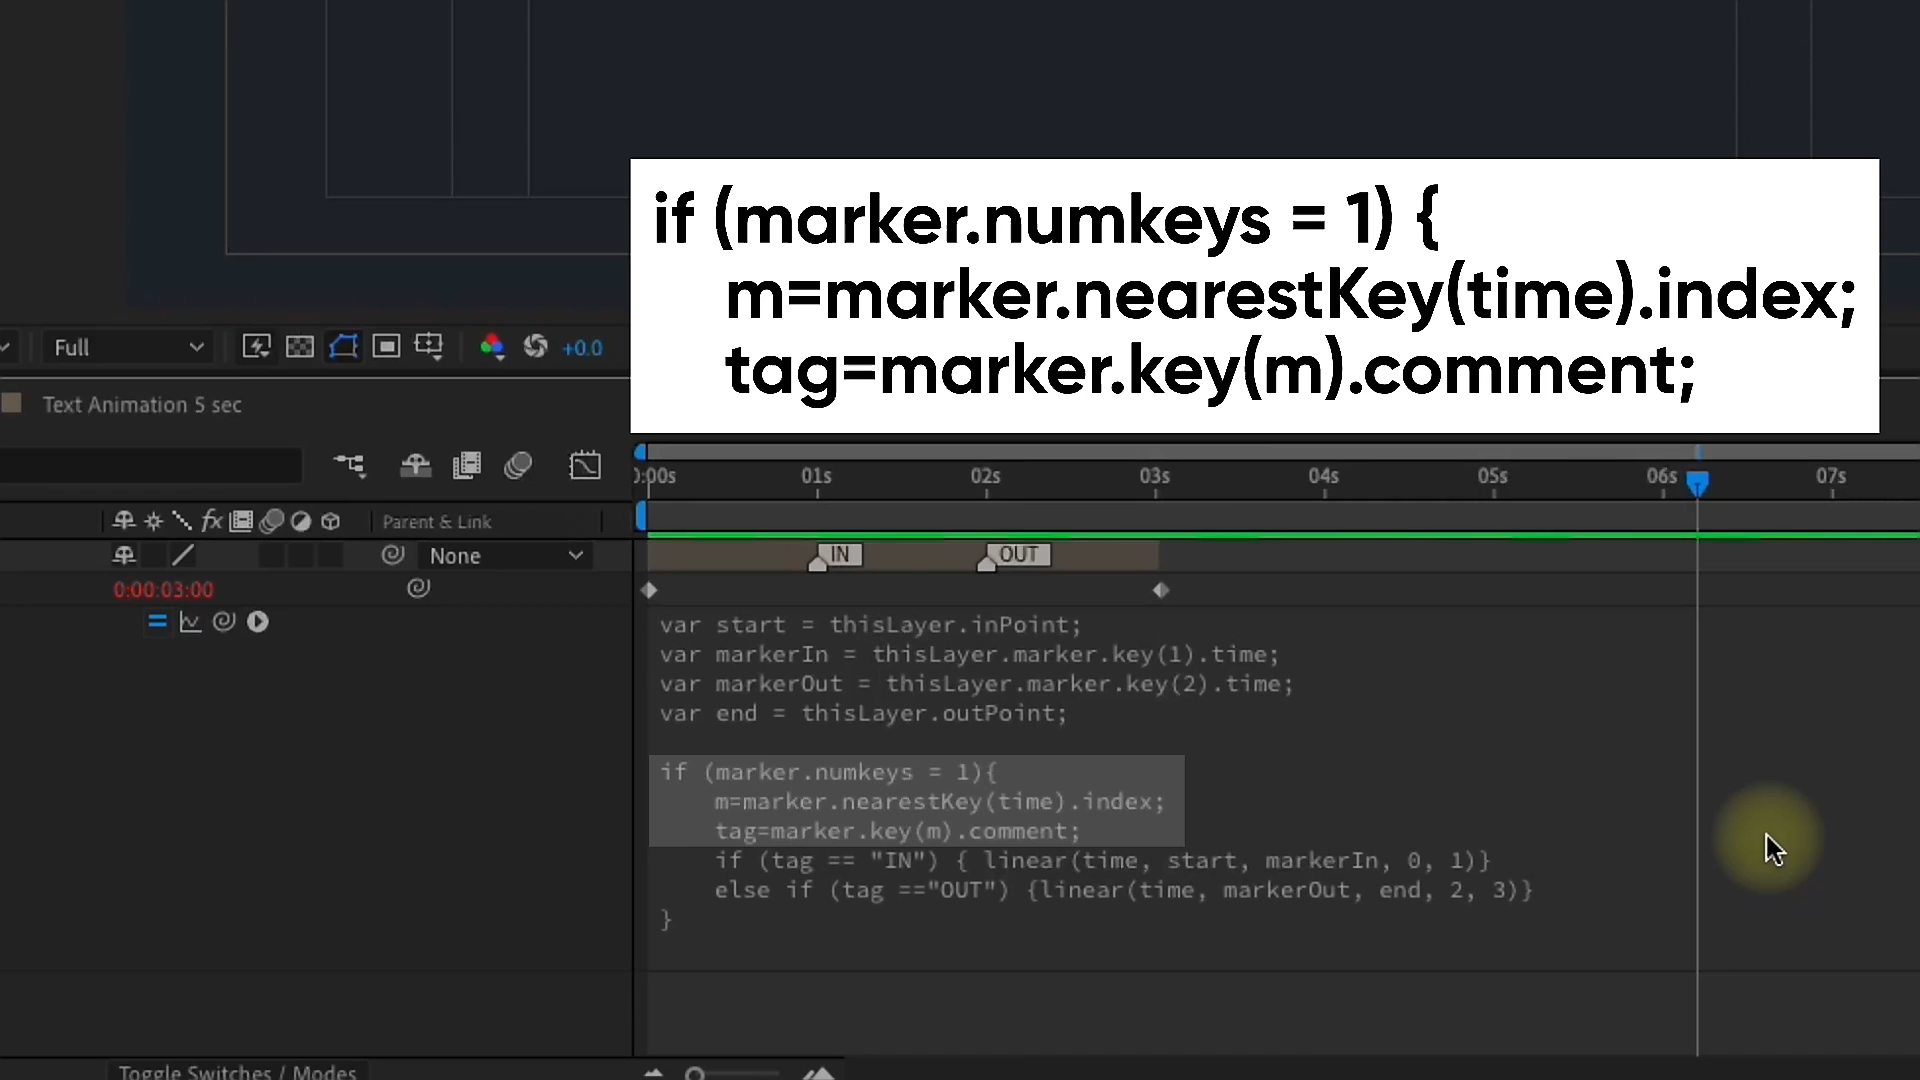 if (marker.numkeys = 1) {
m=marker.nearestKey(time).index;
tag=marker.key(m).comment;
Full
+0.0
Text Animation 5 sec
0:00s 01s 02s 03s 04s 05s 06s 07s
fx Parent & Link
None
IN OUT
0:00:03:00
var start = thisLayer.inPoint;
var markerIn = thisLayer.marker.key(1).time;
var markerOut = thisLayer.marker.key(2).time;
var end = thisLayer.outPoint;
if (marker.numkeys = 1){
m=marker.nearestKey(time).index;
tag=marker.key(m).comment;
if (tag == "IN") { linear(time, start, markerIn, 0, 1)}
else if (tag =="OUT") {linear(time, markerOut, end, 2, 3)}
}
Toggle Switches / Modes